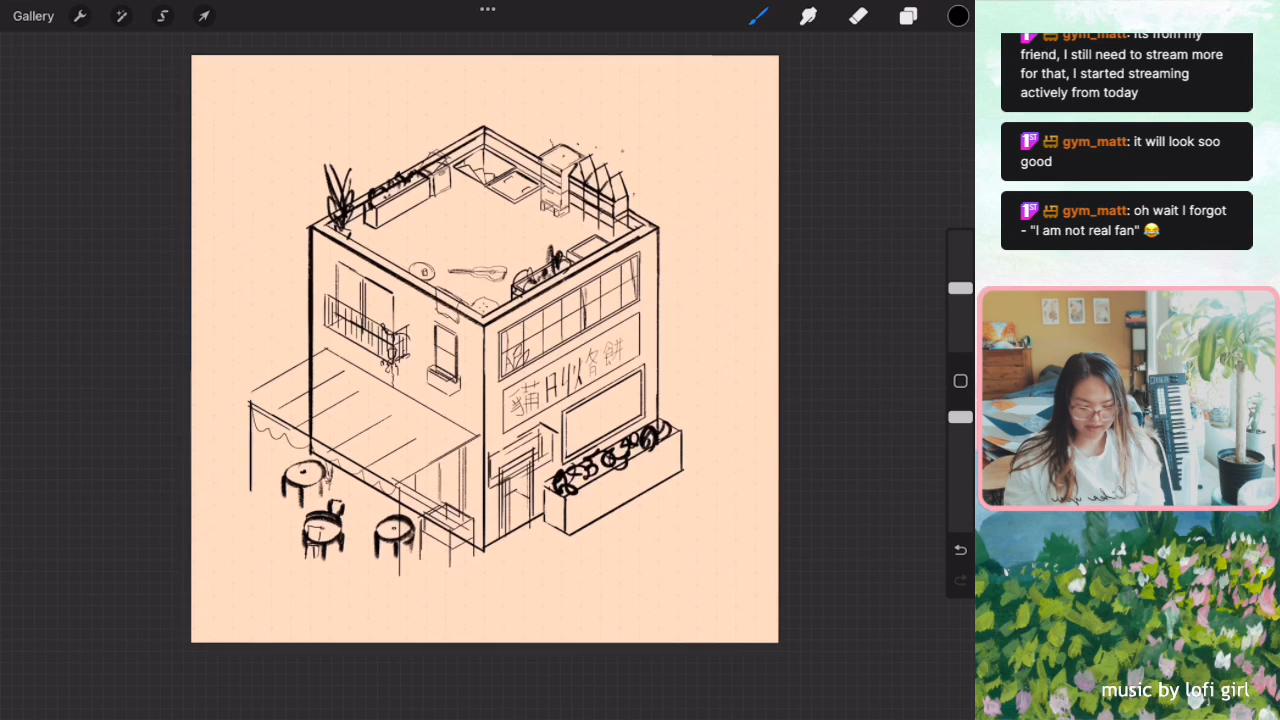 Gallery
gym_matt: its from my
friend, I still need to stream more
for that, I started streaming
actively from today
gym_matt: it will look soo
good
gym_matt: oh wait I forgot
- "I am not real fan" 😂
music by lofi girl